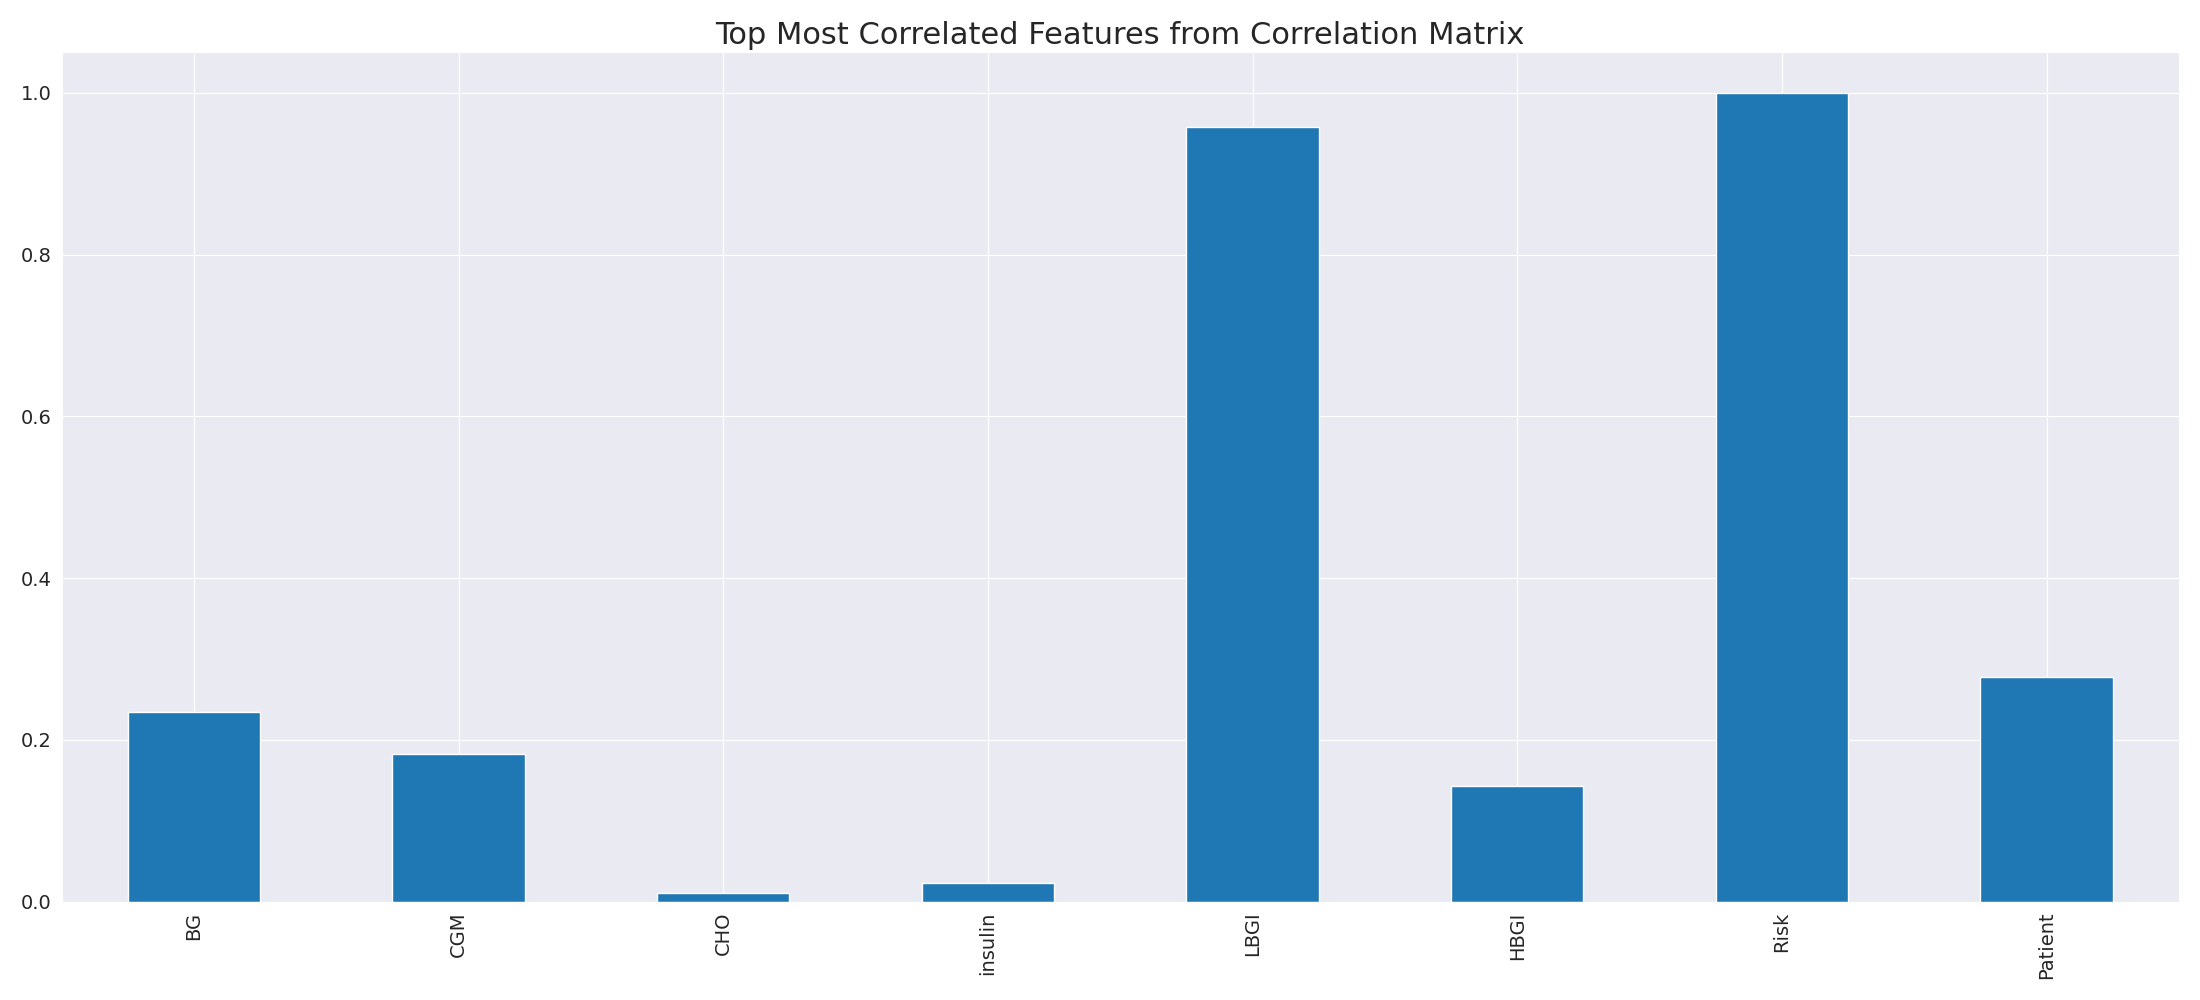 Top Most Correlated Features from Correlation Matrix
1.0
0.8
0.6
0.4
0.2
0.0
BG
CGM
CHO
insulin
LBGI
HBGI
Risk
Patient